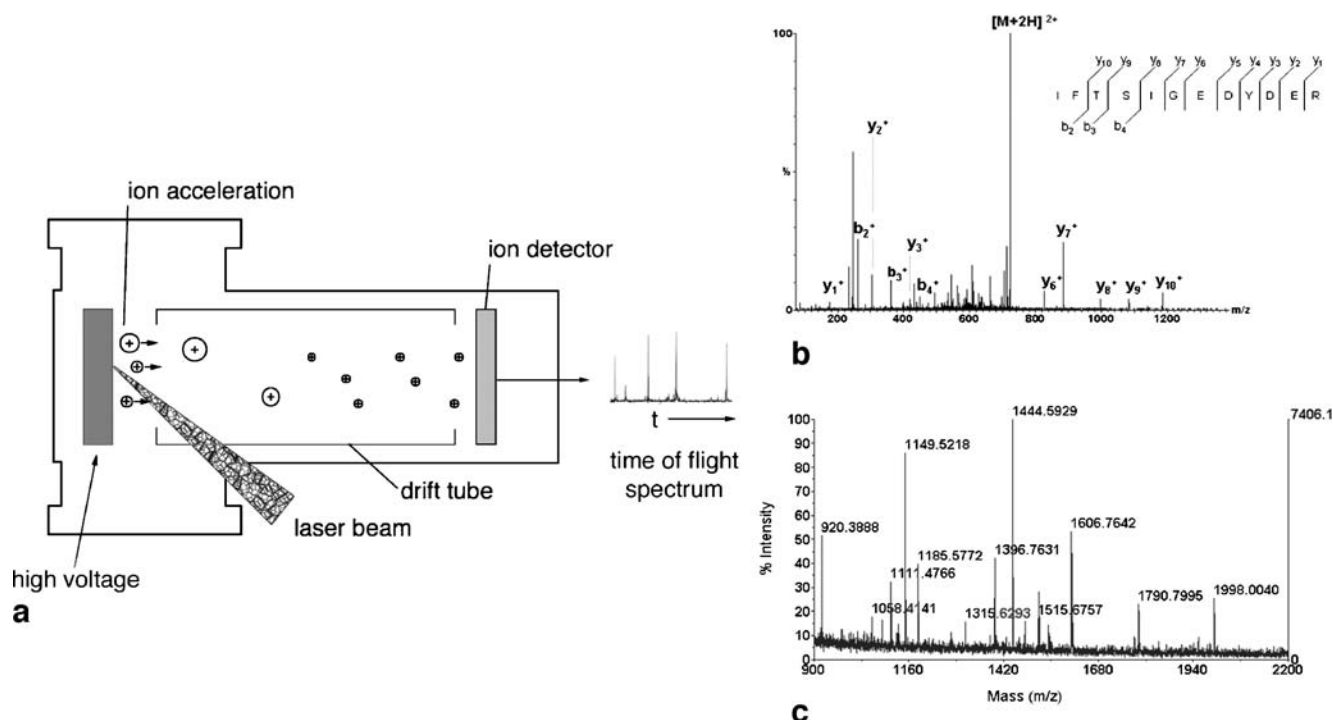 ion acceleration
ion detector
drift tube
laser beam
high voltage
t
time of flight
spectrum
a
[M+2H] 2+
y10 y9 y8 y7 y6 y5 y4 y3 y2 y1
I F T S I G E D Y D E R
b2 b3 b4
%
y1+
b2+
y2+
b3+
y3+
b4+
y6+
y7+
y8+
y9+
y10+
200 400 600 800 1000 1200 m/z
b
7406.1
1444.5929
1149.5218
920.3888
1185.5772
1111.4766
1058.4141
1315.6293
1396.7631
1515.6757
1606.7642
1790.7995
1998.0040
100
90
80
70
60
50
40
30
20
10
0
0
% Intensity
900 1160 1420 1680 1940 2200
Mass (m/z)
c